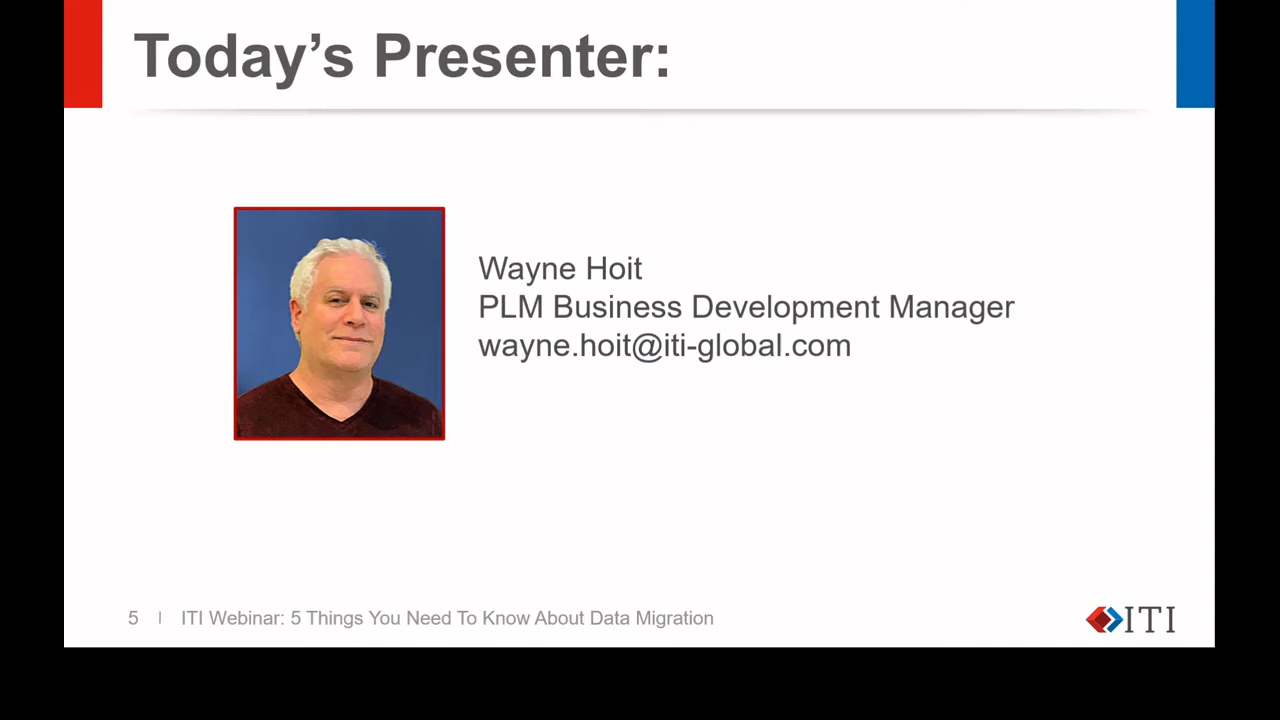 Today's Presenter:
Wayne Hoit
PLM Business Development Manager
wayne.hoit@iti-global.com
5 | ITI Webinar: 5 Things You Need To Know About Data Migration
ITI